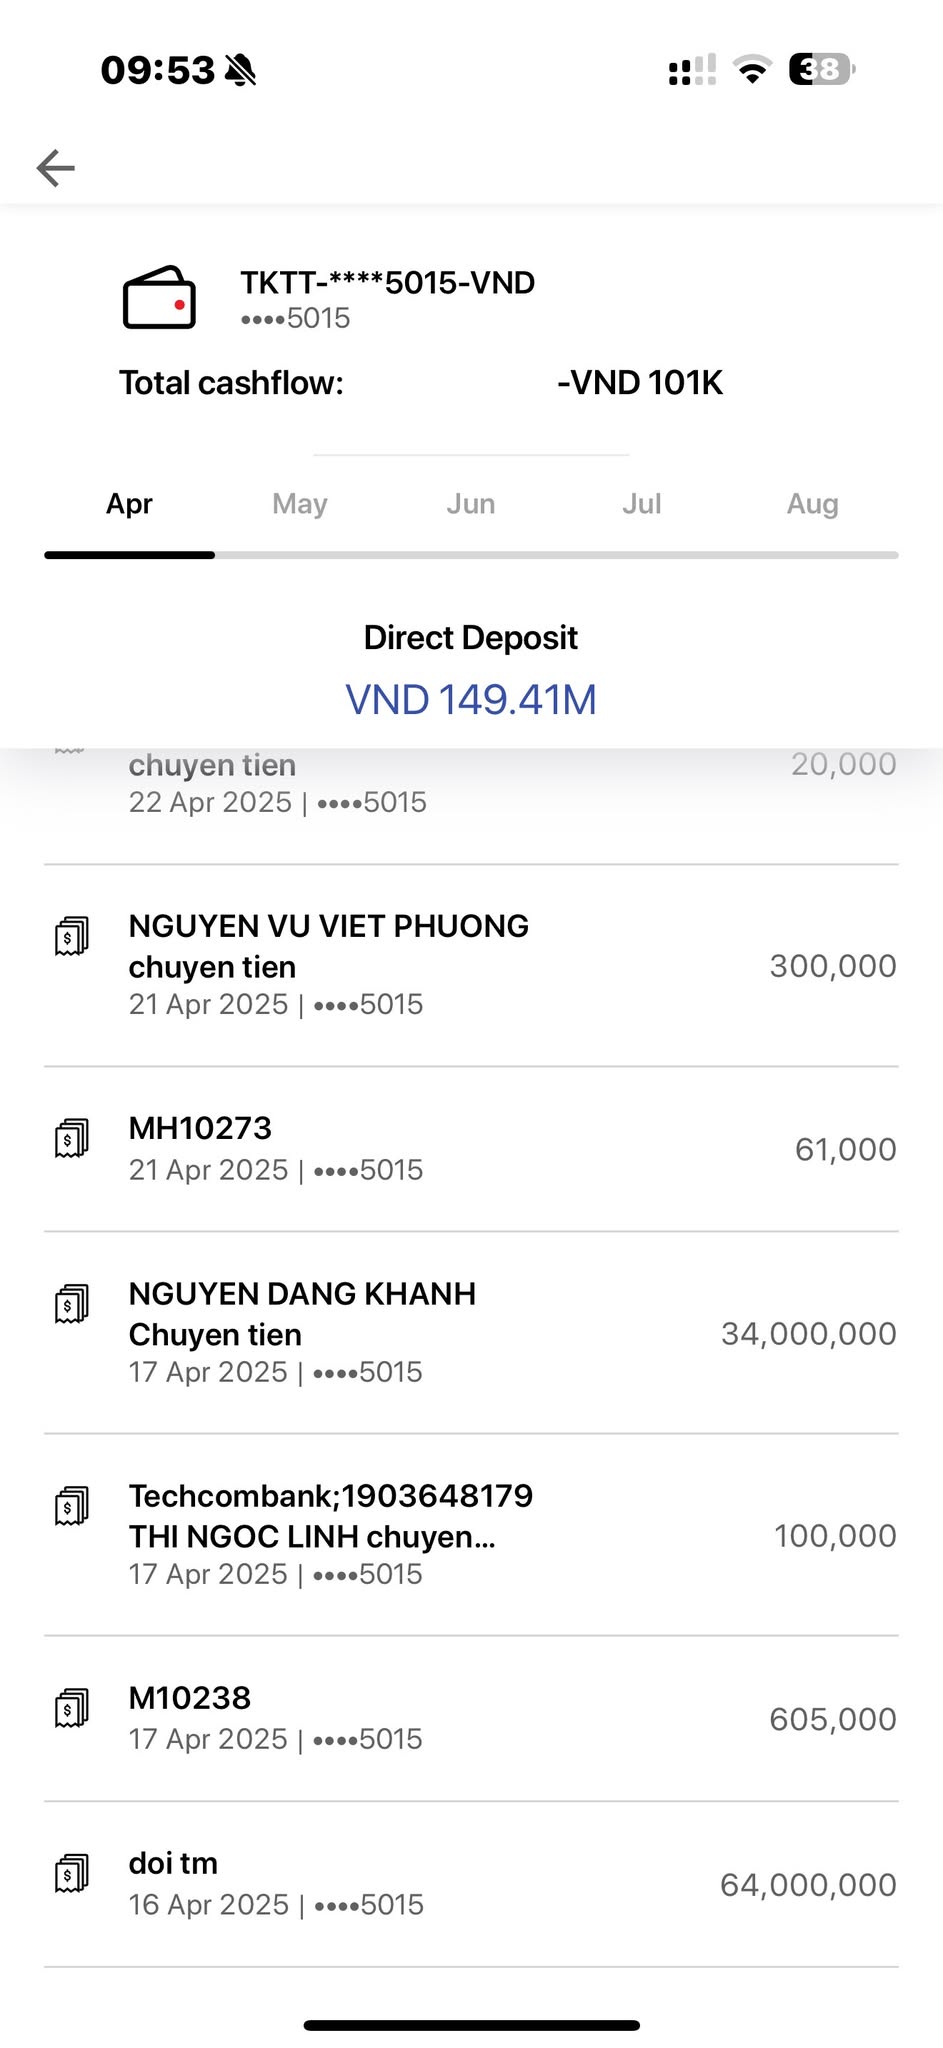 09:53
38
TKTT-****5015-VND
••••5015
Total cashflow: -VND 101K
Apr May Jun Jul Aug
Direct Deposit
VND 149.41M
chuyen tien 20,000
22 Apr 2025 | ••••5015
NGUYEN VU VIET PHUONG
chuyen tien 300,000
21 Apr 2025 | ••••5015
MH10273
61,000
21 Apr 2025 | ••••5015
NGUYEN DANG KHANH
Chuyen tien 34,000,000
17 Apr 2025 | ••••5015
Techcombank;1903648179
THI NGOC LINH chuyen... 100,000
17 Apr 2025 | ••••5015
M10238
605,000
17 Apr 2025 | ••••5015
doi tm
64,000,000
16 Apr 2025 | ••••5015